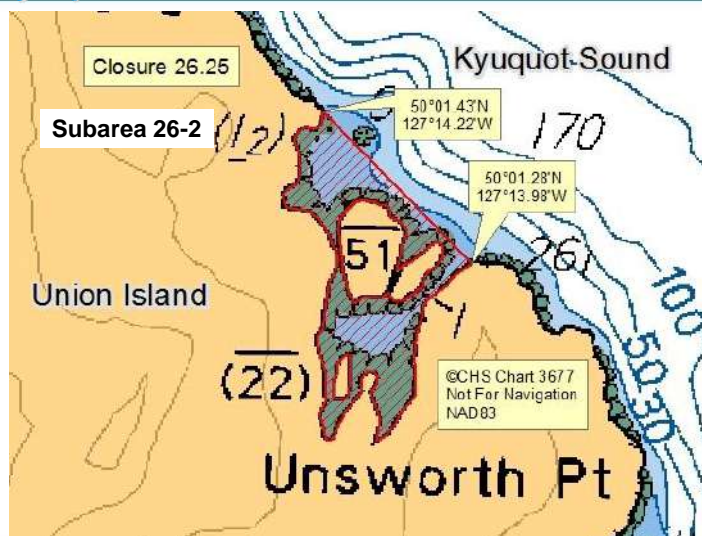 Closure 26.25
Kyuquot Sound
50°01.43'N
127°14.22'W
Subarea 26-2
(1₂)
170
50°01.28'N
127°13.98'W
51
26₁
Union Island
1
100
50
30
(22)
©CHS Chart 3677
Not For Navigation
NAD83
Unsworth Pt